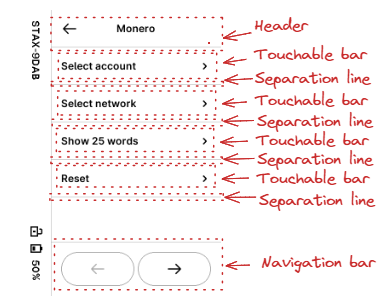 STAX-9DAB
Monero
Header
Select account
Touchable bar
Separation line
Select network
Touchable bar
Separation line
Show 25 words
Touchable bar
Separation line
Reset
Touchable bar
Separation line
50%
Navigation bar